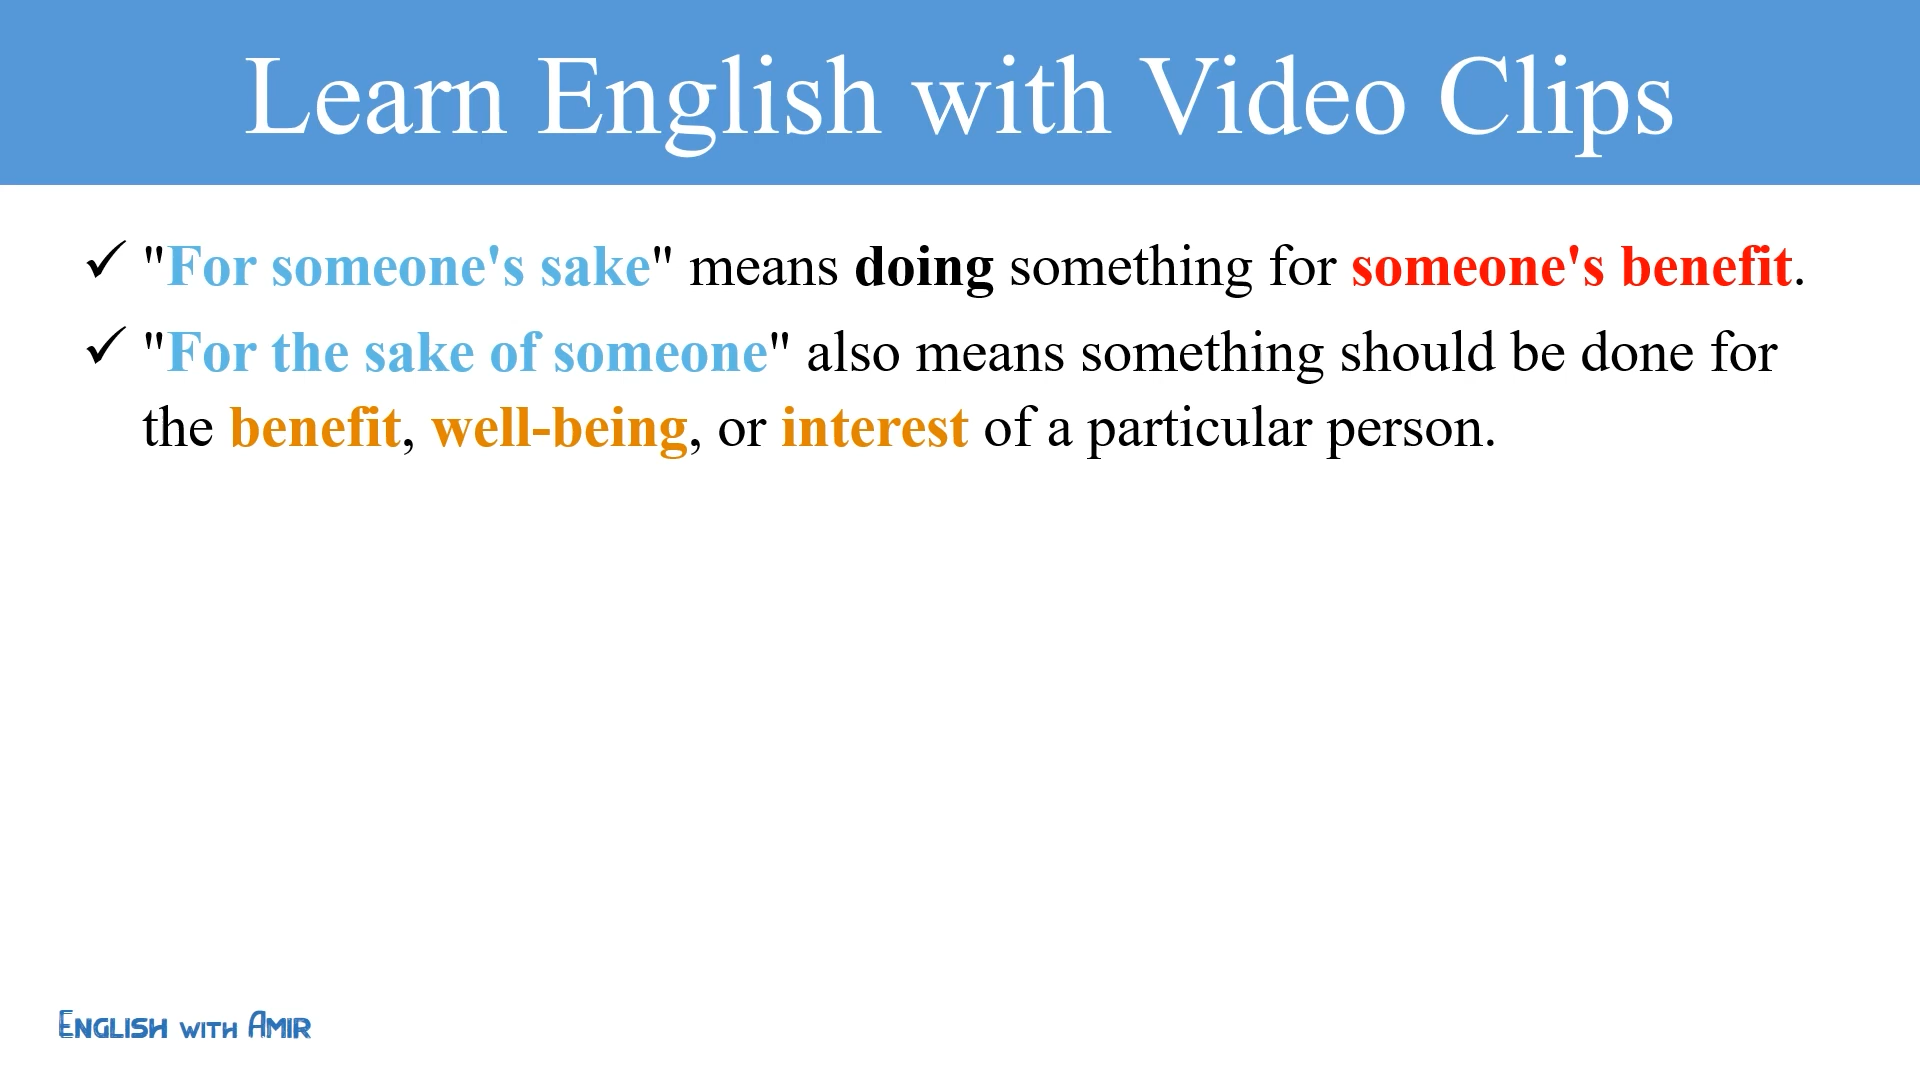 Learn English with Video Clips
✓ "For someone's sake" means doing something for someone's benefit.
✓ "For the sake of someone" also means something should be done for
the benefit, well-being, or interest of a particular person.
English with Amir